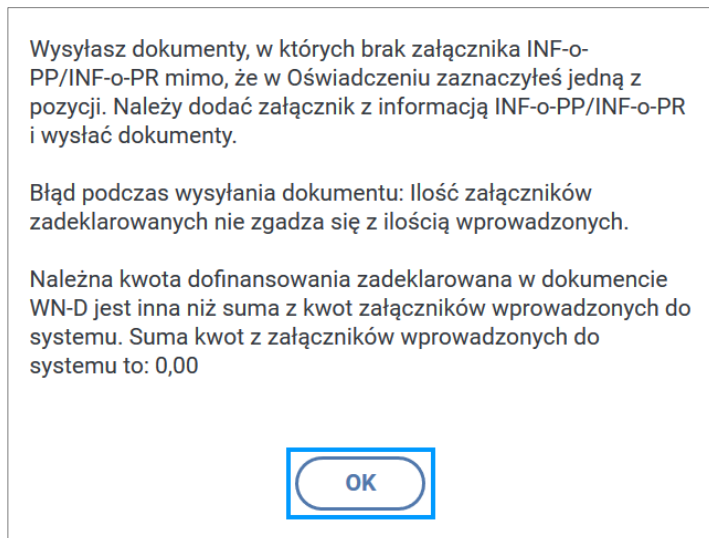 Wysyłasz dokumenty, w których brak załącznika INF-o-
PP/INF-o-PR mimo, że w Oświadczeniu zaznaczyłeś jedną z
pozycji. Należy dodać załącznik z informacją INF-o-PP/INF-o-PR
i wysłać dokumenty.
Błąd podczas wysyłania dokumentu: Ilość załączników
zadeklarowanych nie zgadza się z ilością wprowadzonych.
Należna kwota dofinansowania zadeklarowana w dokumencie
WN-D jest inna niż suma z kwot załączników wprowadzonych do
systemu. Suma kwot z załączników wprowadzonych do
systemu to: 0,00
OK